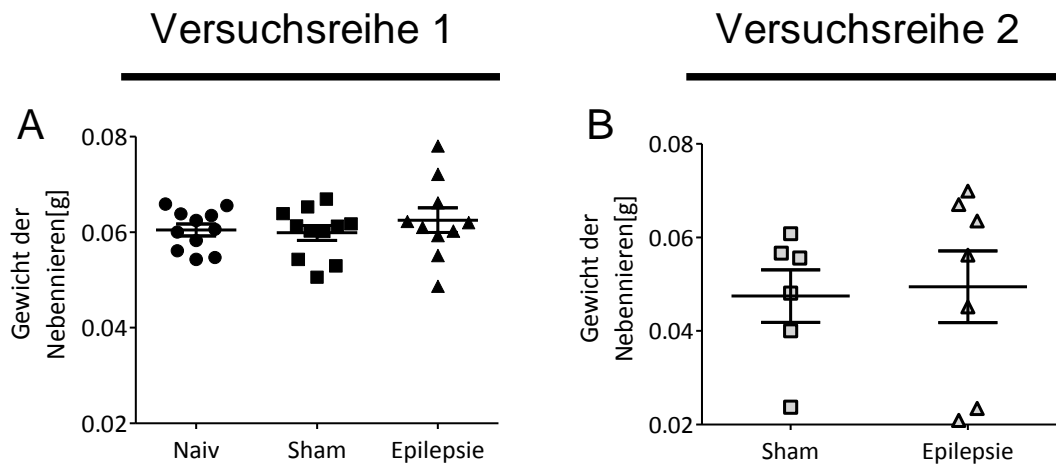 Versuchsreihe 1
Versuchsreihe 2
A
Gewicht der
Nebennieren[g]
0.08
0.06
0.04
0.02
Naiv Sham Epilepsie
B
Gewicht der
Nebennieren[g]
0.08
0.06
0.04
0.02
Sham Epilepsie